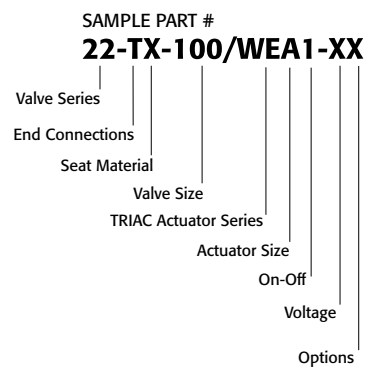 SAMPLE PART #
22-TX-100/WEA1-XX
Valve Series
End Connections
Seat Material
Valve Size
TRIAC Actuator Series
Actuator Size
On-Off
Voltage
Options